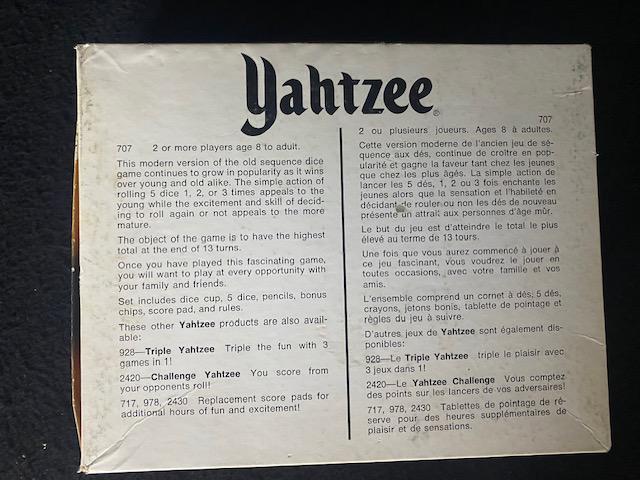 Yahtzee®
707 2 or more players age 8 to adult.
This modern version of the old sequence dice
game continues to grow in popularity as it wins
over young and old alike. The simple action of
rolling 5 dice 1, 2, or 3 times appeals to the
young while the excitement and skill of decid-
ing to roll again or not appeals to the more
mature.
The object of the game is to have the highest
total at the end of 13 turns.
Once you have played this fascinating game,
you will want to play at every opportunity with
your family and friends.
Set includes dice cup, 5 dice, pencils, bonus
chips, score pad, and rules.
These other Yahtzee products are also avail-
able:
928—Triple Yahtzee Triple the fun with 3
games in 1!
2420—Challenge Yahtzee You score from
your opponents roll!
717, 978, 2430 Replacement score pads for
additional hours of fun and excitement!
707
2 ou plusieurs joueurs. Ages 8 à adultes.
Cette version moderne de l'ancien jeu de sé-
quence aux dés, continue de croître en pop-
ularité et gagne la faveur tant chez les jeunes
que chez les plus âgés. La simple action de
lancer les 5 dés, 1, 2 ou 3 fois enchante les
jeunes alors que la sensation et l'habileté en
décidant de rouler ou non les dés de nouveau
présente un attrait aux personnes d'âge mûr.
Le but du jeu est d'atteindre le total le plus
élevé au terme de 13 tours.
Une fois que vous aurez commencé à jouer à
ce jeu fascinant, vous voudrez le jouer en
toutes occasions, avec votre famille et vos
amis.
L'ensemble comprend un cornet à dés, 5 dés,
crayons, jetons bonis, tablette de pointage et
règles du jeu à suivre.
D'autres jeux de Yahtzee sont également dis-
ponibles:
928—Le Triple Yahtzee triple le plaisir avec
3 jeux dans 1!
2420—Le Yahtzee Challenge Vous comptez
des points sur les lancers de vos adversaires!
717, 978, 2430 Tablettes de pointage de ré-
serve pour des heures supplémentaires de
plaisir et de sensations.